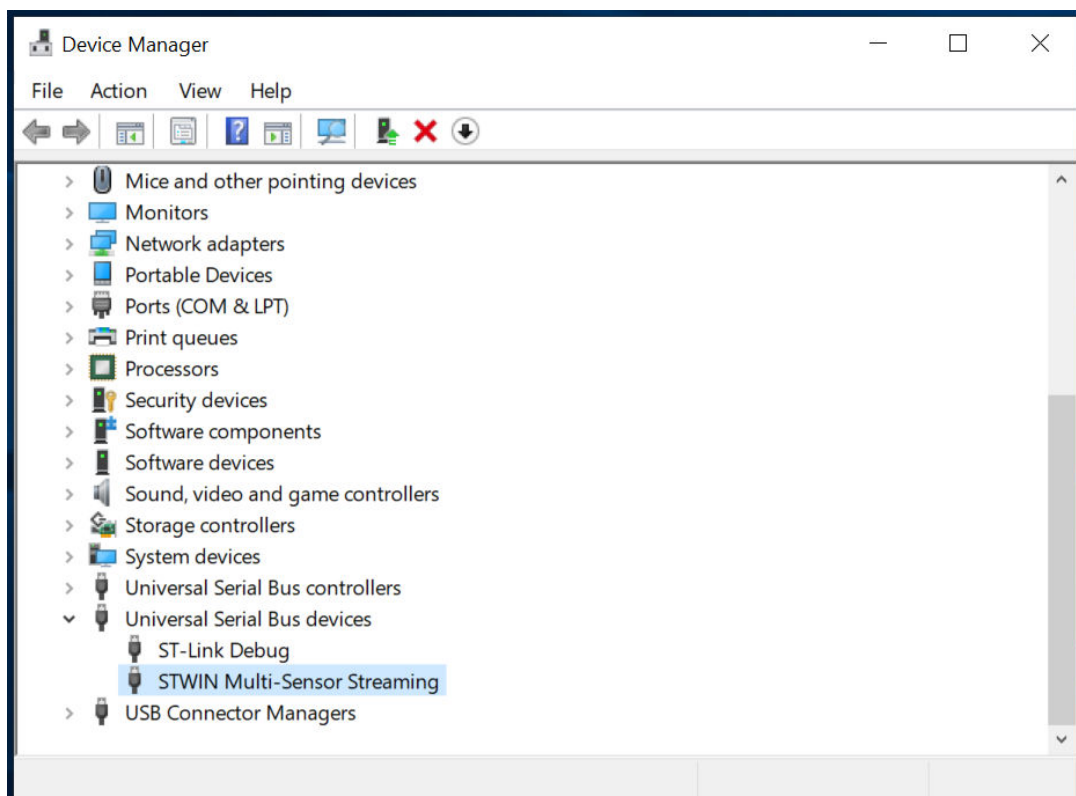 Device Manager
File Action View Help
Mice and other pointing devices
Monitors
Network adapters
Portable Devices
Ports (COM & LPT)
Print queues
Processors
Security devices
Software components
Software devices
Sound, video and game controllers
Storage controllers
System devices
Universal Serial Bus controllers
Universal Serial Bus devices
ST-Link Debug
STWIN Multi-Sensor Streaming
USB Connector Managers